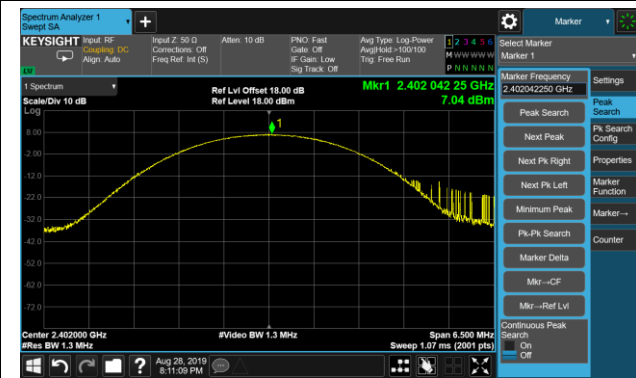 Spectrum Analyzer 1
Swept SA
Marker
KEYSIGHT
Input: RF
Coupling: DC
Align: Auto
Input Z: 50 Ω
Corrections: Off
Freq Ref: Int (S)
Atten: 10 dB
PNO: Fast
Gate: Off
IF Gain: Low
Sig Track: Off
Avg Type: Log-Power
Avg|Hold:>100/100
Trig: Free Run
1 2 3 4 5 6
M W W W W W
P N N N N N
LXI
Select Marker
Marker 1
1 Spectrum
Scale/Div 10 dB
Log
Ref Lvl Offset 18.00 dB
Ref Level 18.00 dBm
Mkr1 2.402 042 25 GHz
7.04 dBm
1
8.00
-2.00
-12.0
-22.0
-32.0
-42.0
-52.0
-62.0
-72.0
Center 2.402000 GHz
#Res BW 1.3 MHz
#Video BW 1.3 MHz
Span 6.500 MHz
Sweep 1.07 ms (2001 pts)
Marker Frequency
2.402042250 GHz
Peak Search
Next Peak
Next Pk Right
Next Pk Left
Minimum Peak
Pk-Pk Search
Marker Delta
Mkr→CF
Mkr→Ref Lvl
Continuous Peak
Search
On
Off
Settings
Peak
Search
Pk Search
Config
Properties
Marker
Function
Marker→
Counter
?
Aug 28, 2019
8:11:09 PM